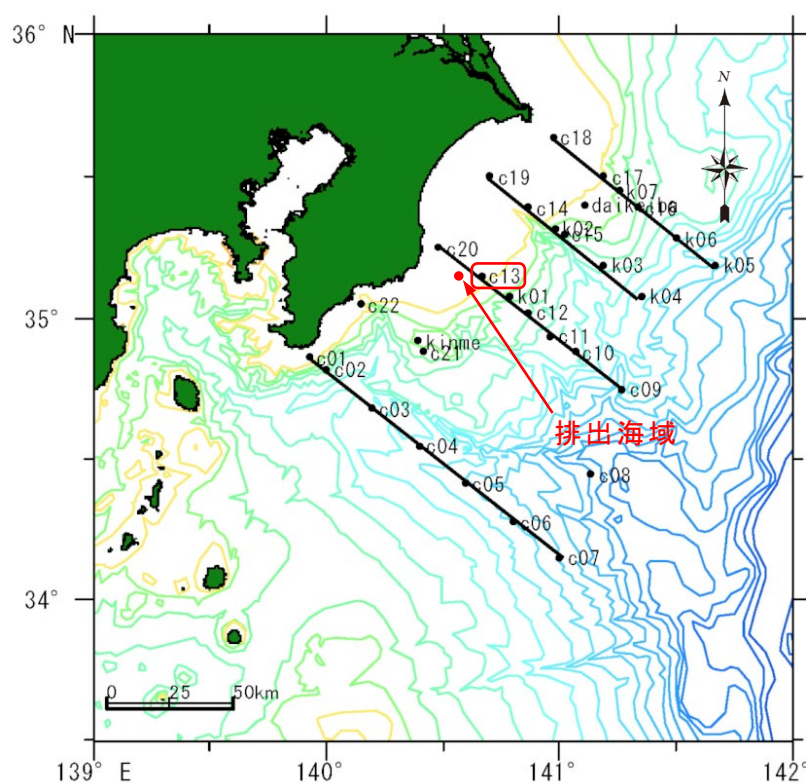 36° N
N
c18
c19
c17
k07
c16
daikeiba
c14
k02
c15
k06
k05
c20
c13
k03
k04
35°
c22
k01
c12
kinme
c21
c11
c10
c01
c02
c09
c03
排出海域
c04
c08
c05
c06
c07
34°
0 25 50km
139° E 140° 141° 142°